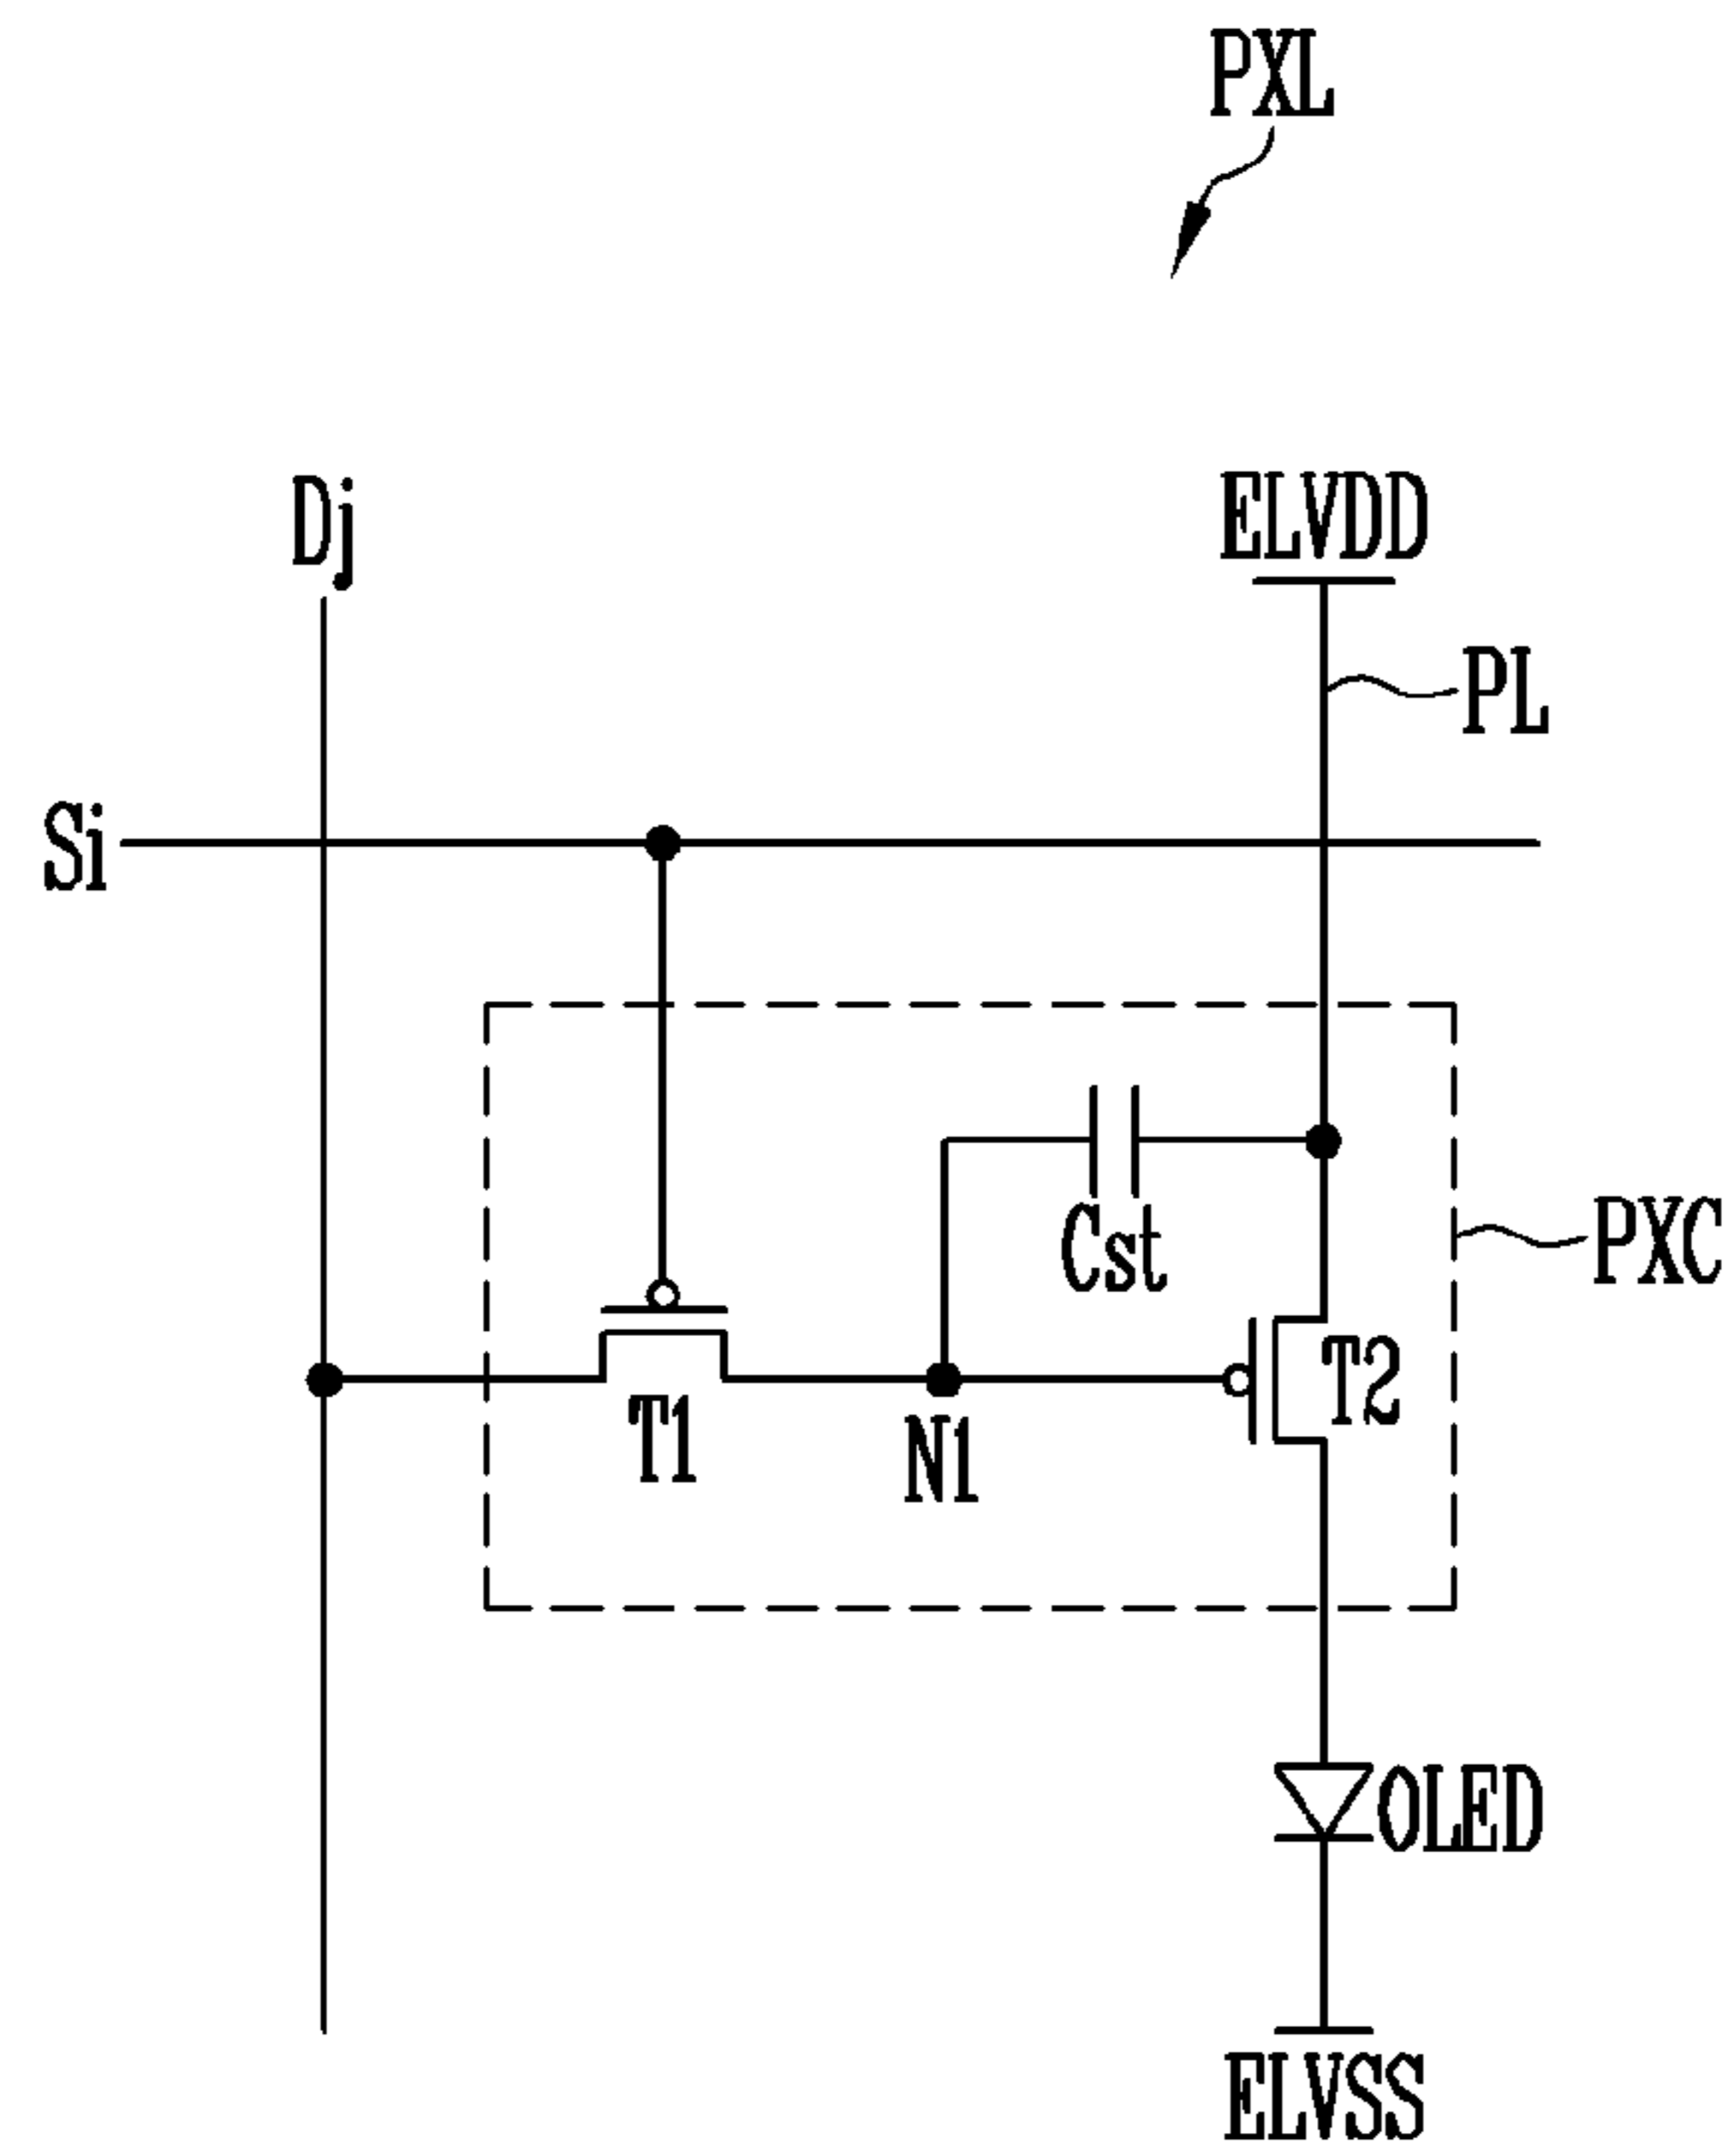 PXL
Dj
ELVDD
PL
Si
Cst
PXC
T2
T1
N1
OLED
ELVSS